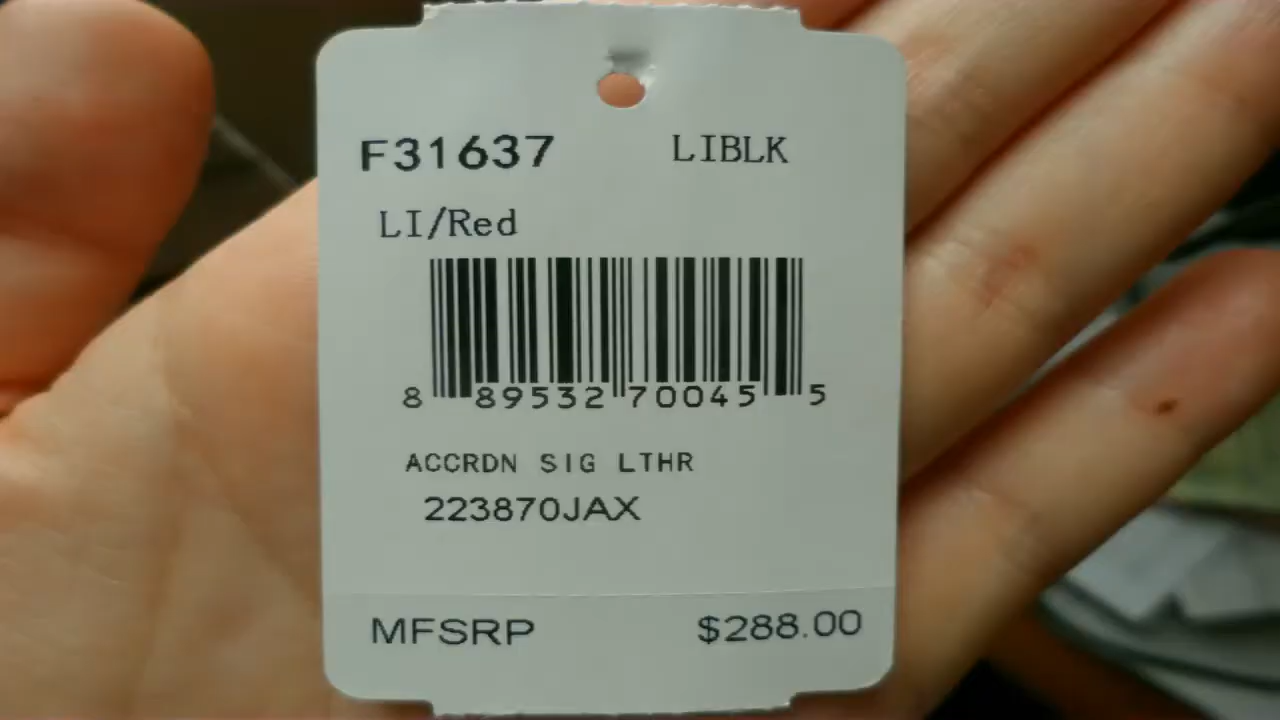 F31637 LIBLK
LI/Red
8 89532 70045 5
ACCRDN SIG LTHR
223870JAX
MFSRP $288.00